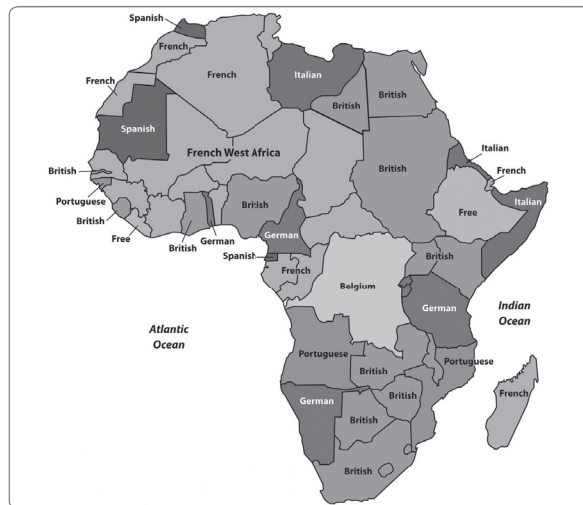 Spanish
French
French
Italian
British
British
French
Spanish
French West Africa
British
Italian
British
French
Portuguese
British
Free
Italian
British
German
Free
British
German
Spanish
French
British
Belgium
German
Indian
Ocean
Atlantic
Ocean
Portuguese
Portuguese
British
French
German
British
British
British